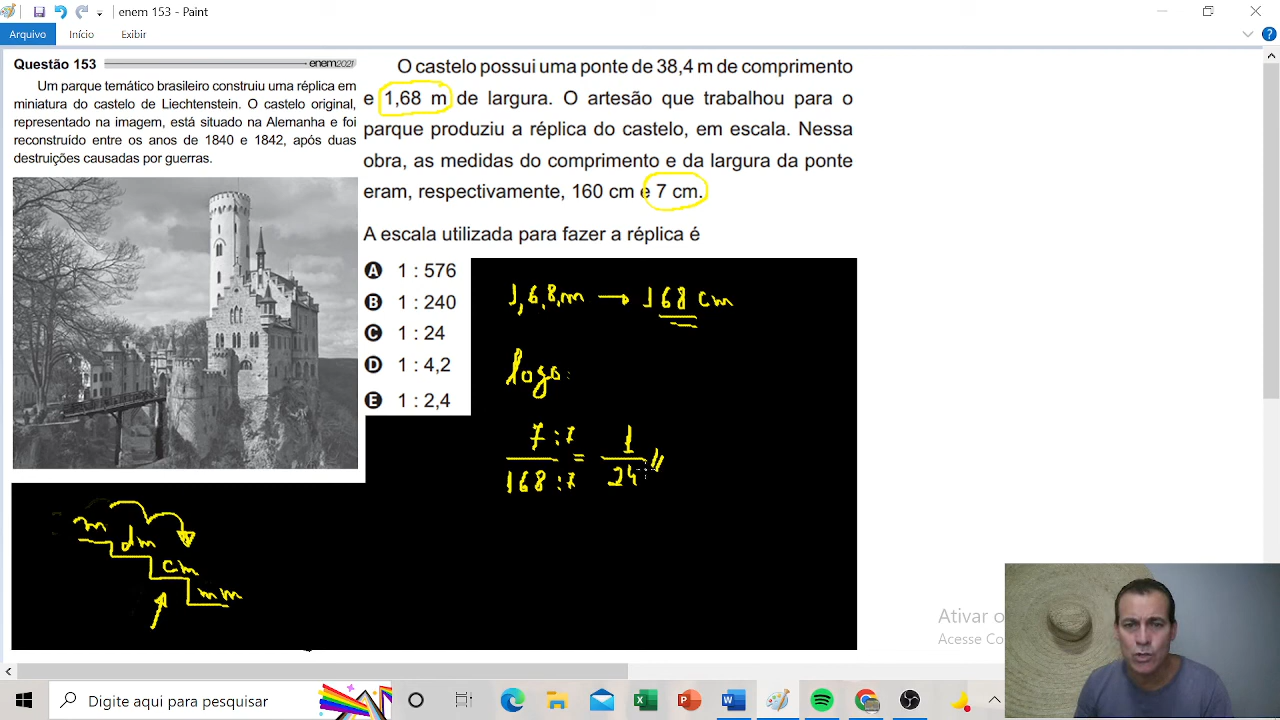 enem 153 - Paint
Arquivo
Início
Exibir
Questão 153
enem2021
Um parque temático brasileiro construiu uma réplica em
miniatura do castelo de Liechtenstein. O castelo original,
representado na imagem, está situado na Alemanha e foi
reconstruído entre os anos de 1840 e 1842, após duas
destruições causadas por guerras.
O castelo possui uma ponte de 38,4 m de comprimento
e 1,68 m de largura. O artesão que trabalhou para o
parque produziu a réplica do castelo, em escala. Nessa
obra, as medidas do comprimento e da largura da ponte
eram, respectivamente, 160 cm e 7 cm.
A escala utilizada para fazer a réplica é
A 1 : 576
B 1 : 240
C 1 : 24
D 1 : 4,2
E 1 : 2,4
1,6,8,m → 168 cm
logo:
7 :7 = 1
168 :7 24 //
m
dm
cm
mm
Ativar o
Acesse Co
Digite aqui para pesquisar